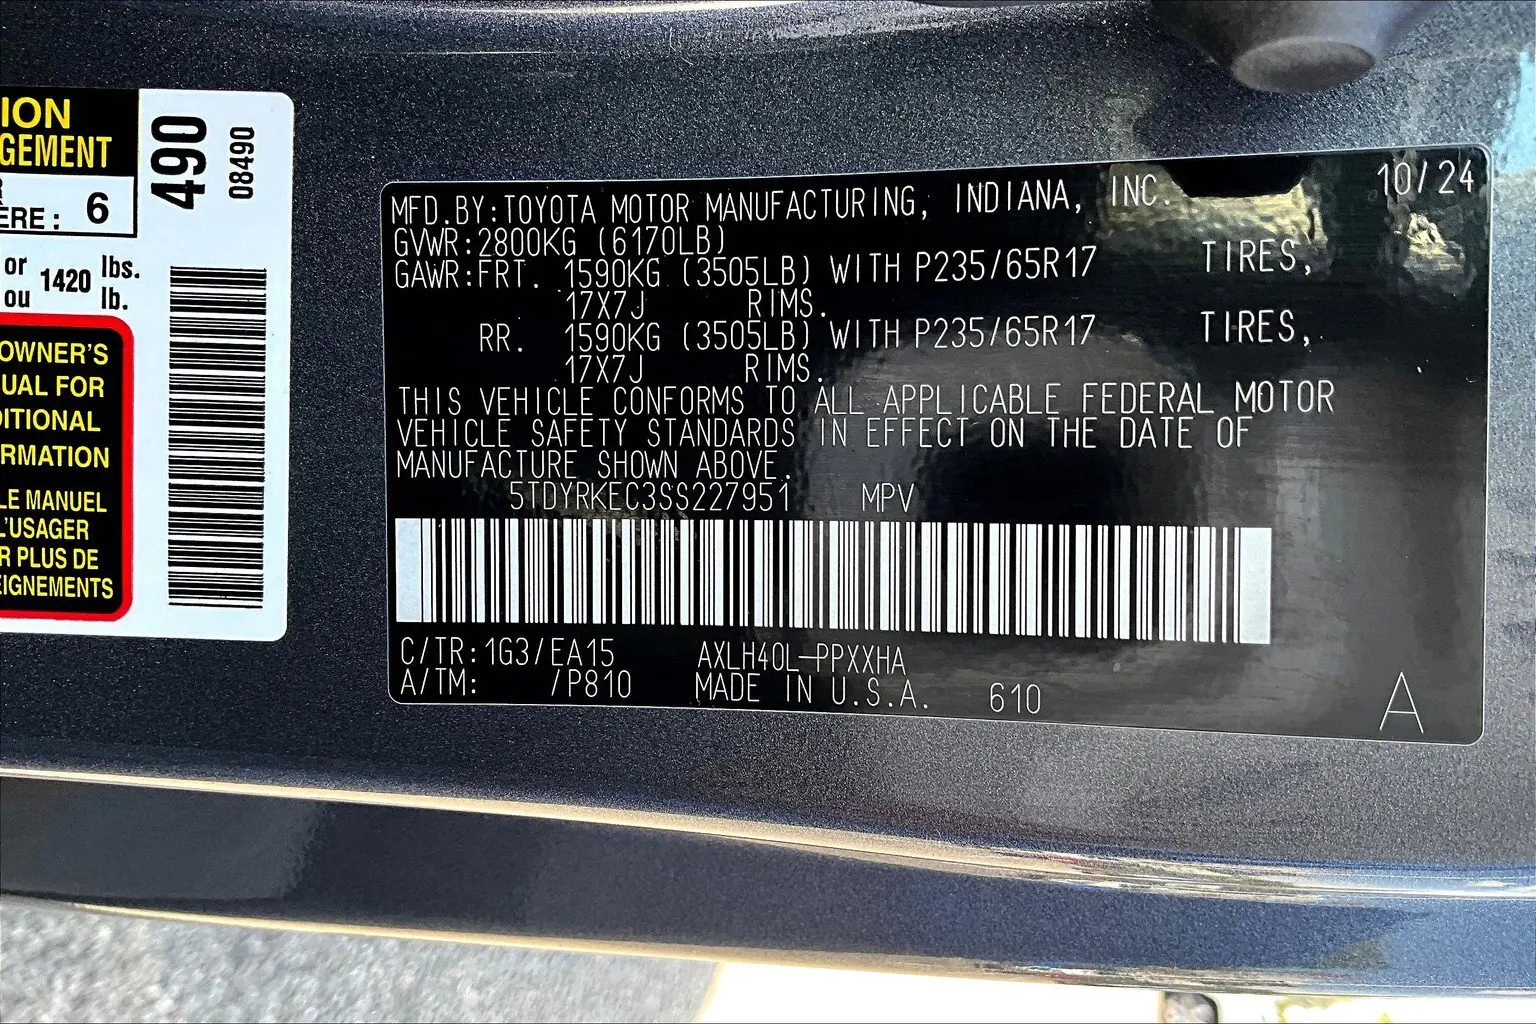 ION
GEMENT
R
ÈRE : 6
or 1420 lbs.
ou lb.
OWNER'S
UAL FOR
DITIONAL
RMATION
LE MANUEL
L'USAGER
R PLUS DE
EIGNEMENTS
490
08490
10/24
MFD.BY:TOYOTA MOTOR MANUFACTURING, INDIANA, INC.
GVWR:2800KG (6170LB)
GAWR:FRT. 1590KG (3505LB) WITH P235/65R17 TIRES,
17X7J RIMS.
RR. 1590KG (3505LB) WITH P235/65R17 TIRES,
17X7J RIMS.
THIS VEHICLE CONFORMS TO ALL APPLICABLE FEDERAL MOTOR
VEHICLE SAFETY STANDARDS IN EFFECT ON THE DATE OF
MANUFACTURE SHOWN ABOVE.
5TDYRKEC3SS227951 MPV
C/TR:1G3/EA15 AXLH40L-PPXXHA
A/TM: /P810 MADE IN U.S.A. 610
A